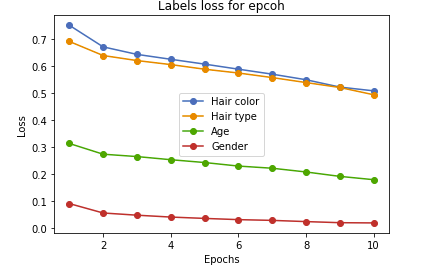 Labels loss for epcoh
Loss
0.7
0.6
0.5
0.4
0.3
0.2
0.1
0.0
Hair color
Hair type
Age
Gender
2 4 6 8 10
Epochs